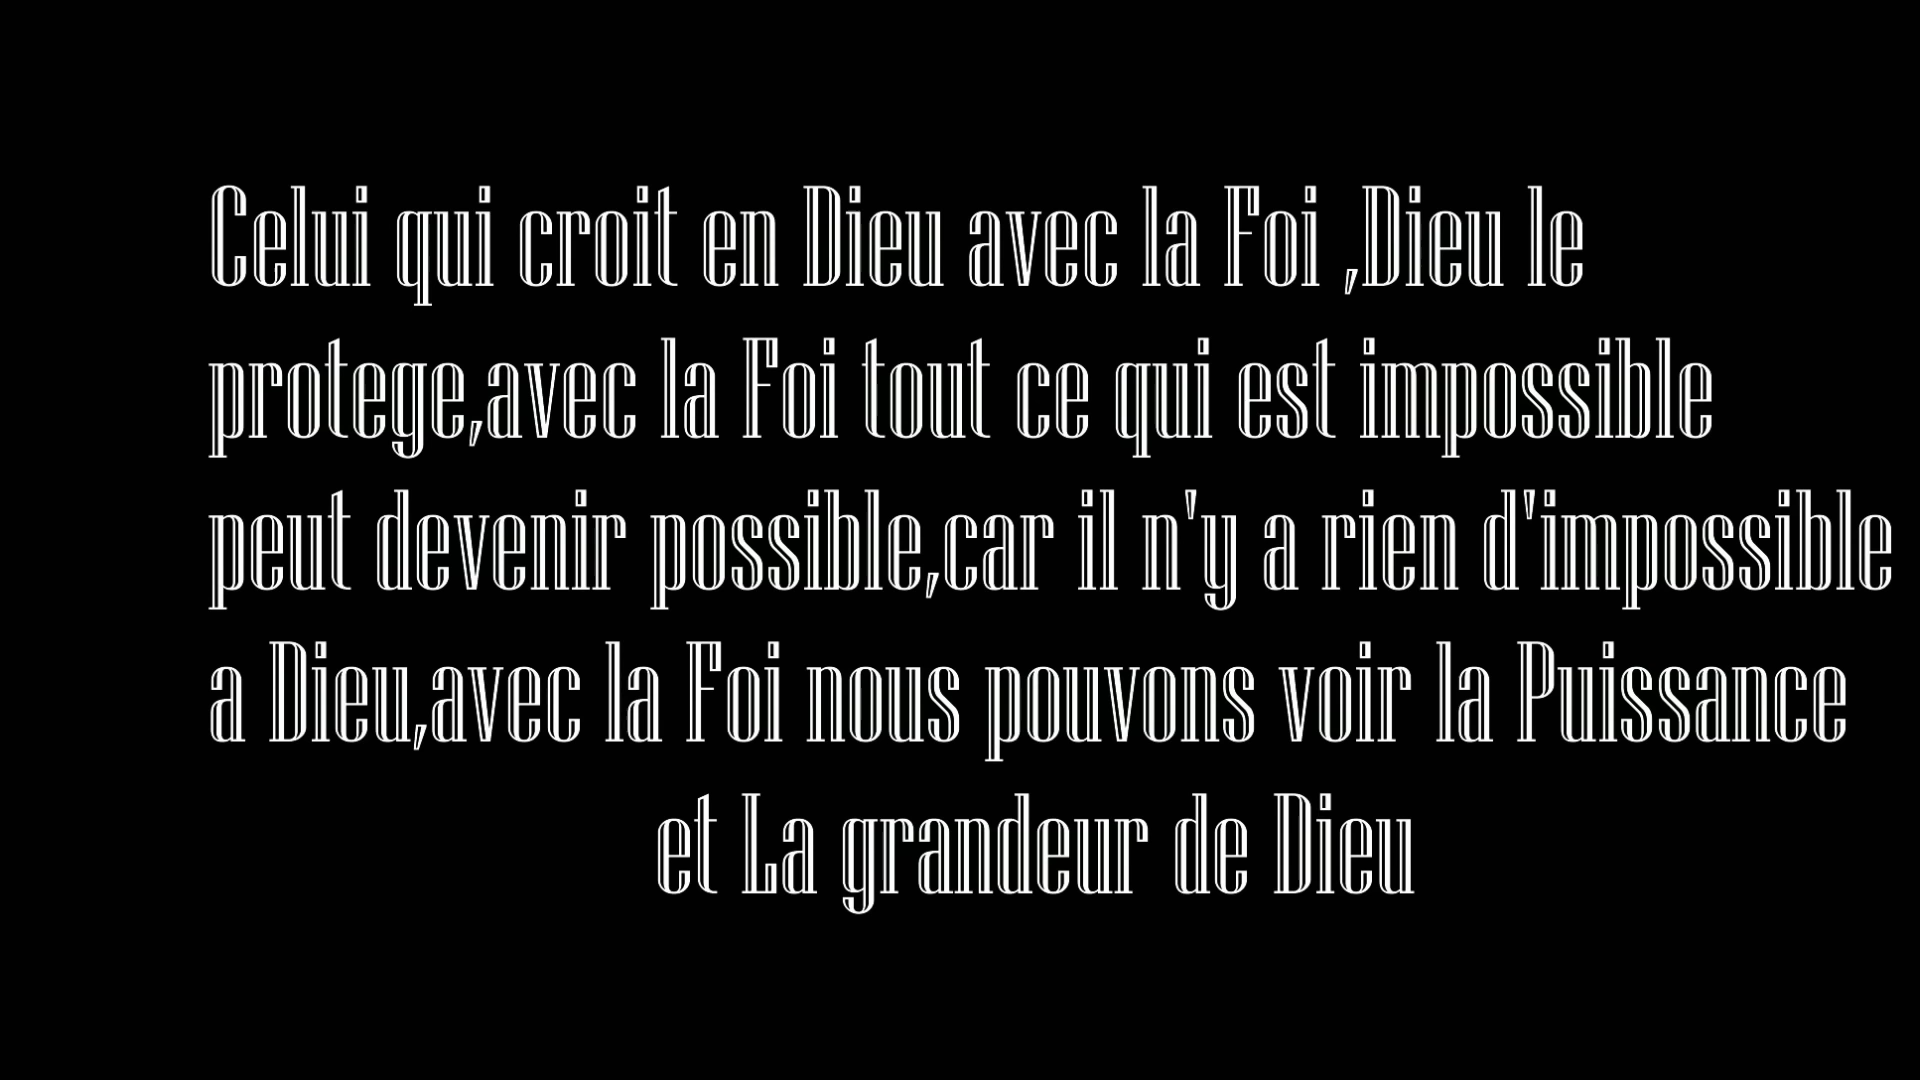 Celui qui croit en Dieu avec la Foi ,Dieu le
protege,avec la Foi tout ce qui est impossible
peut devenir possible,car il n'y a rien d'impossible
a Dieu,avec la Foi nous pouvons voir la Puissance
et La grandeur de Dieu